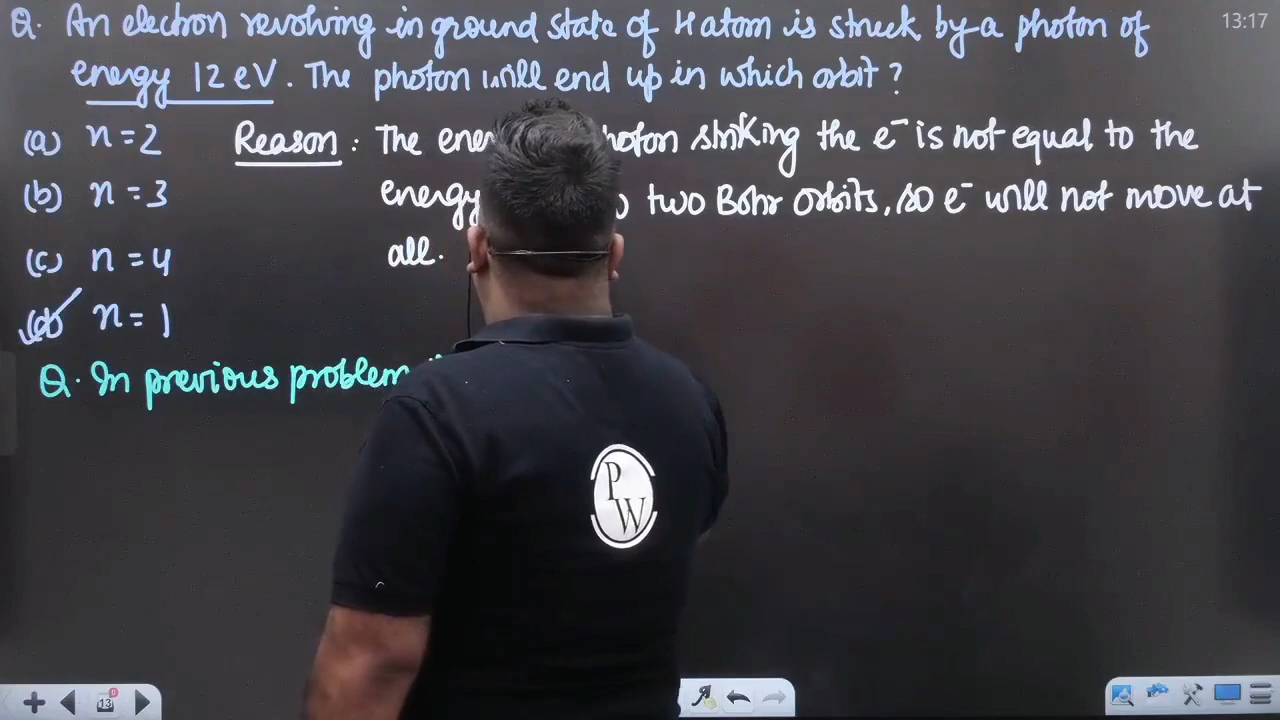 Q. An electron revolving in ground state of H atom is struck by a photon of
energy 12 eV. The photon will end up in which orbit?
(a) n=2
(b) n=3
(c) n=4
(d) n=1
Reason: The photon striking the e⁻ is not equal to the
energy two Bohr orbits, so e⁻ will not move at
all.
Q. In previous problem
13:17
PW
13